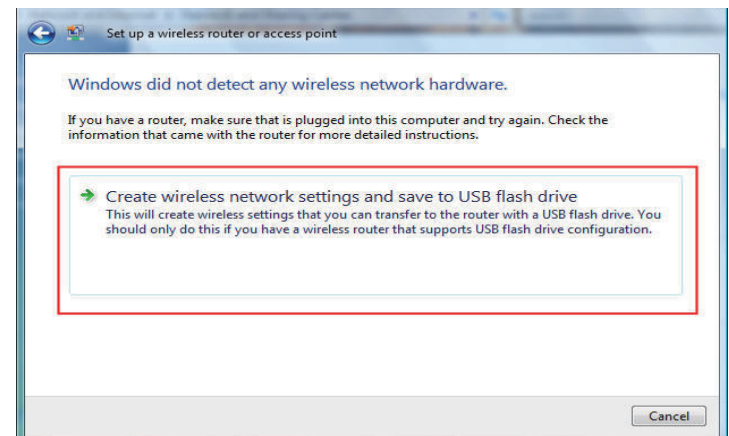 Set up a wireless router or access point
Windows did not detect any wireless network hardware.
If you have a router, make sure that is plugged into this computer and try again. Check the
information that came with the router for more detailed instructions.
Create wireless network settings and save to USB flash drive
This will create wireless settings that you can transfer to the router with a USB flash drive. You
should only do this if you have a wireless router that supports USB flash drive configuration.
Cancel